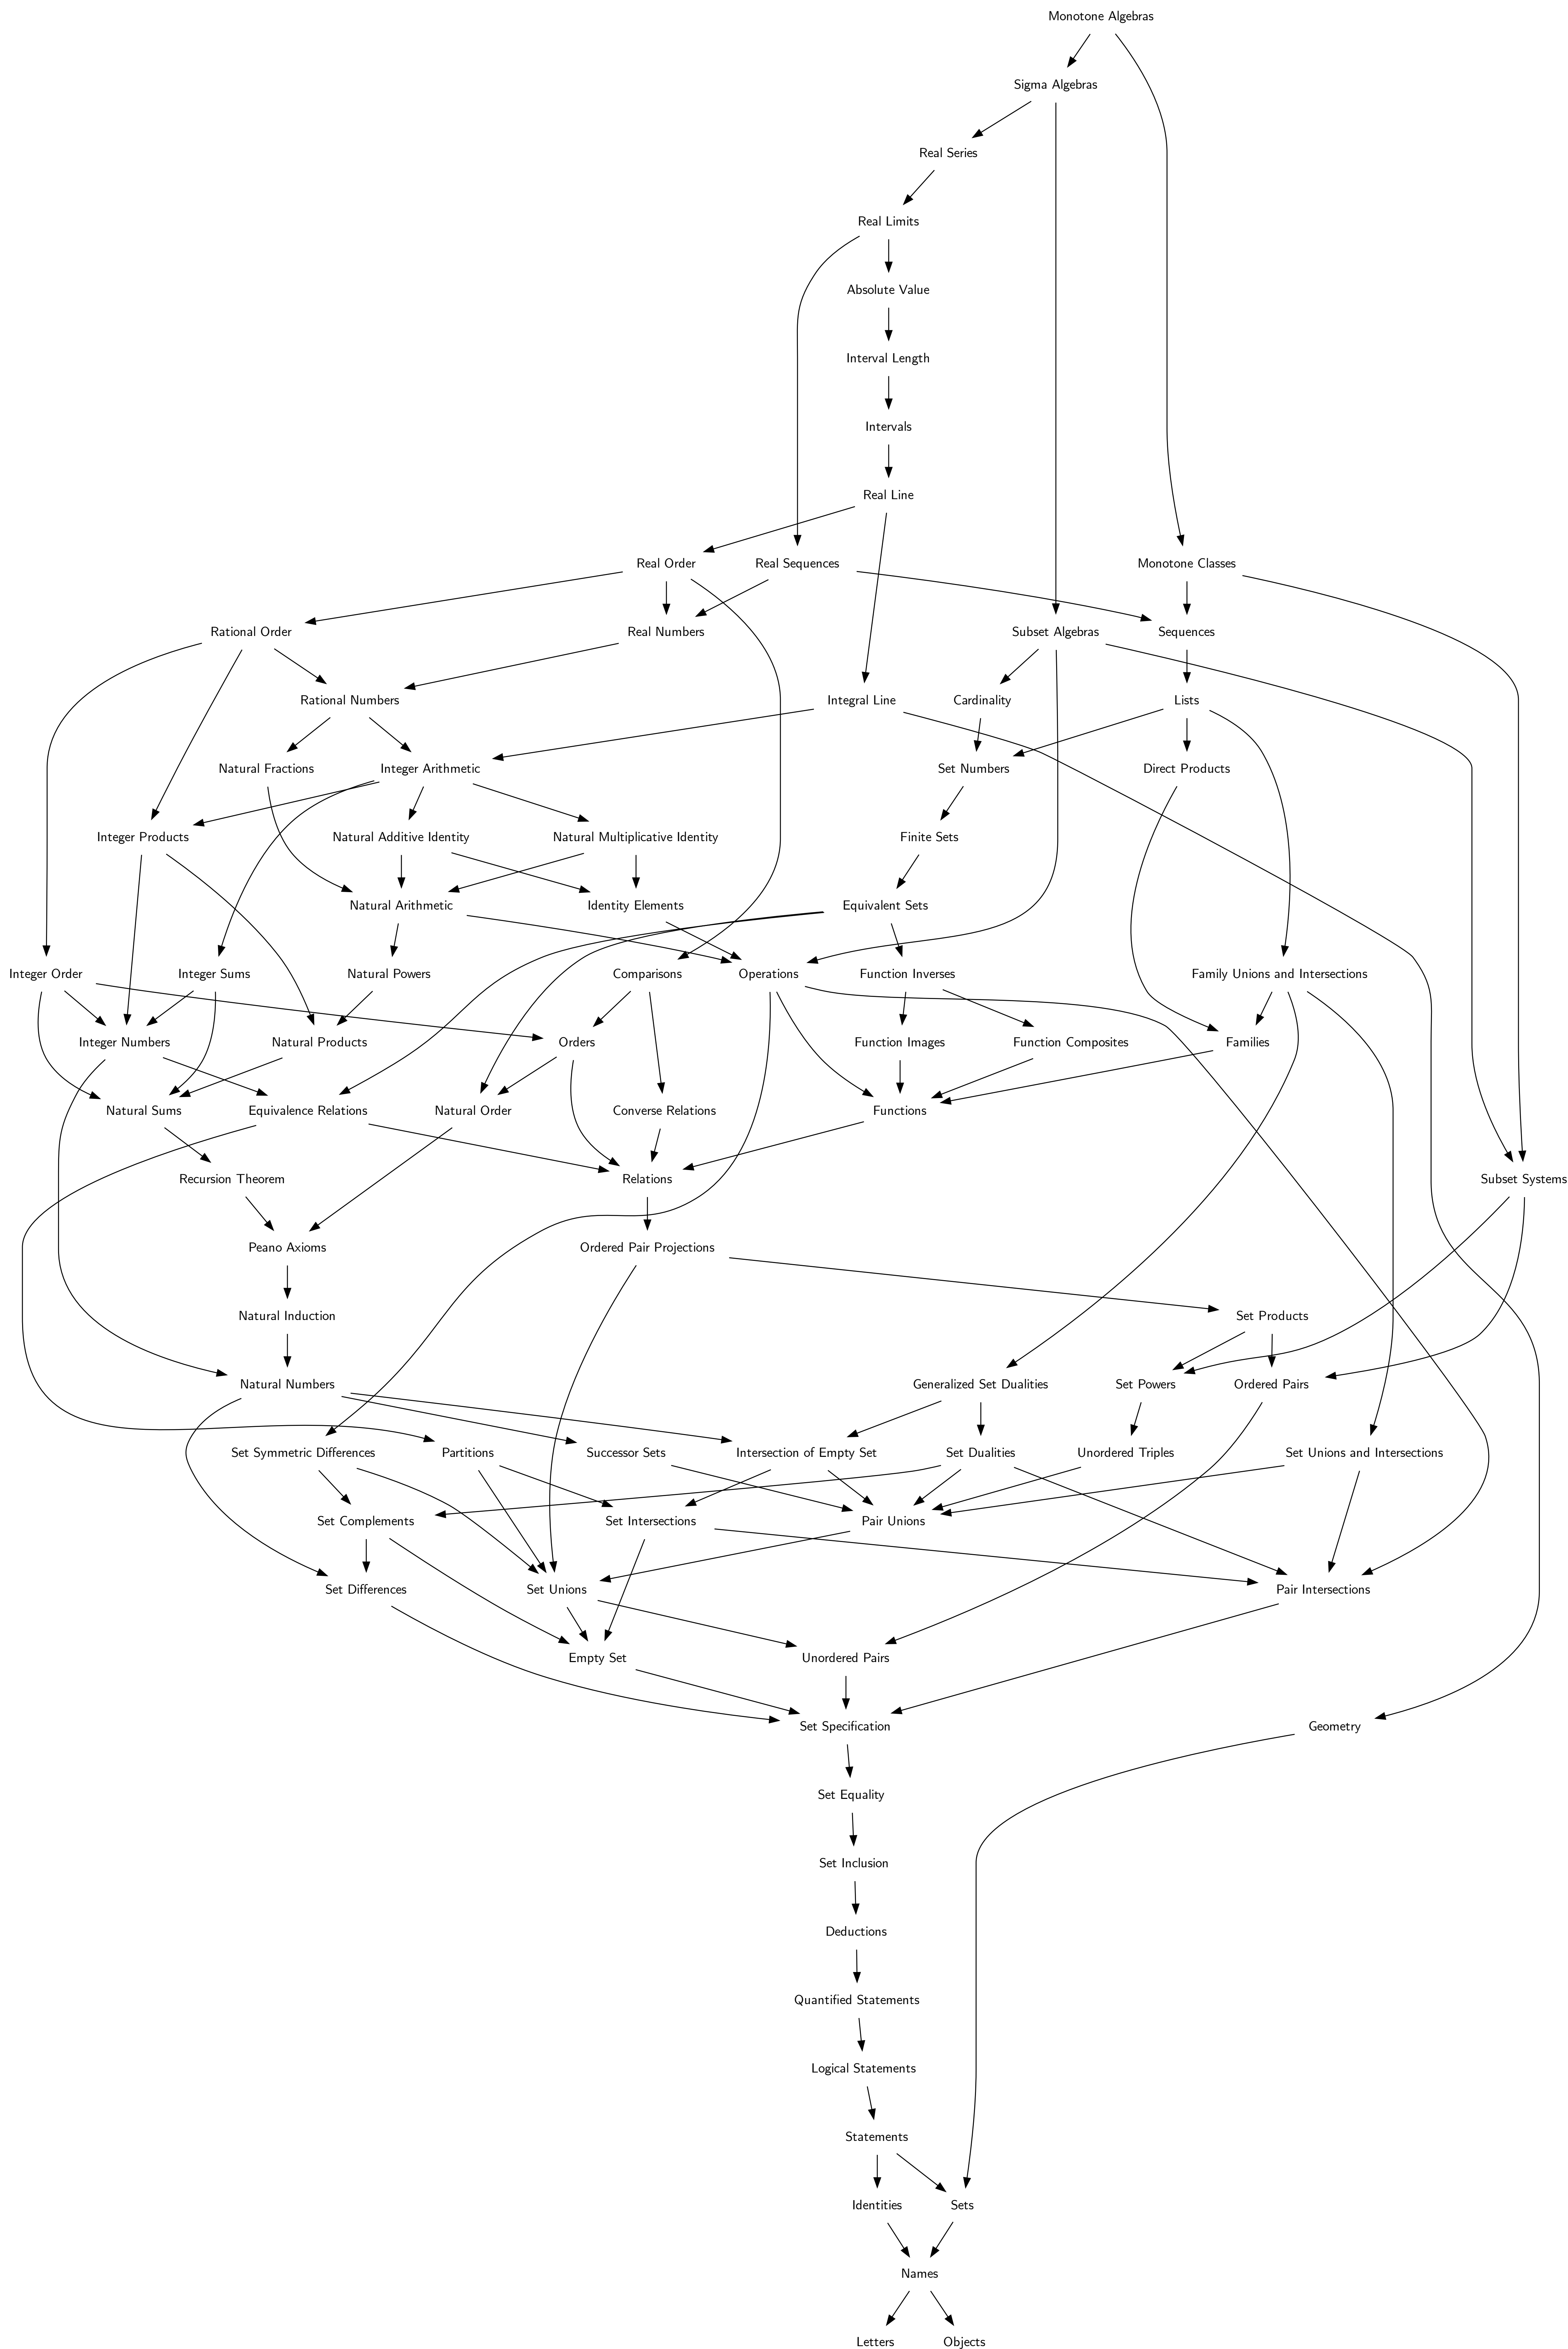 Monotone Algebras
Sigma Algebras
Real Series
Real Limits
Absolute Value
Interval Length
Intervals
Real Line
Real Order
Real Sequences
Monotone Classes
Rational Order
Real Numbers
Subset Algebras
Sequences
Rational Numbers
Integral Line
Cardinality
Lists
Natural Fractions
Integer Arithmetic
Set Numbers
Direct Products
Integer Products
Natural Additive Identity
Natural Multiplicative Identity
Finite Sets
Natural Arithmetic
Identity Elements
Equivalent Sets
Integer Order
Integer Sums
Natural Powers
Comparisons
Operations
Function Inverses
Family Unions and Intersections
Integer Numbers
Natural Products
Orders
Function Images
Function Composites
Families
Natural Sums
Equivalence Relations
Natural Order
Converse Relations
Functions
Recursion Theorem
Relations
Subset Systems
Peano Axioms
Ordered Pair Projections
Natural Induction
Set Products
Natural Numbers
Generalized Set Dualities
Set Powers
Ordered Pairs
Set Symmetric Differences
Partitions
Successor Sets
Intersection of Empty Set
Set Dualities
Unordered Triples
Set Unions and Intersections
Set Complements
Set Intersections
Pair Unions
Set Differences
Set Unions
Pair Intersections
Empty Set
Unordered Pairs
Set Specification
Geometry
Set Equality
Set Inclusion
Deductions
Quantified Statements
Logical Statements
Statements
Identities
Sets
Names
Letters
Objects